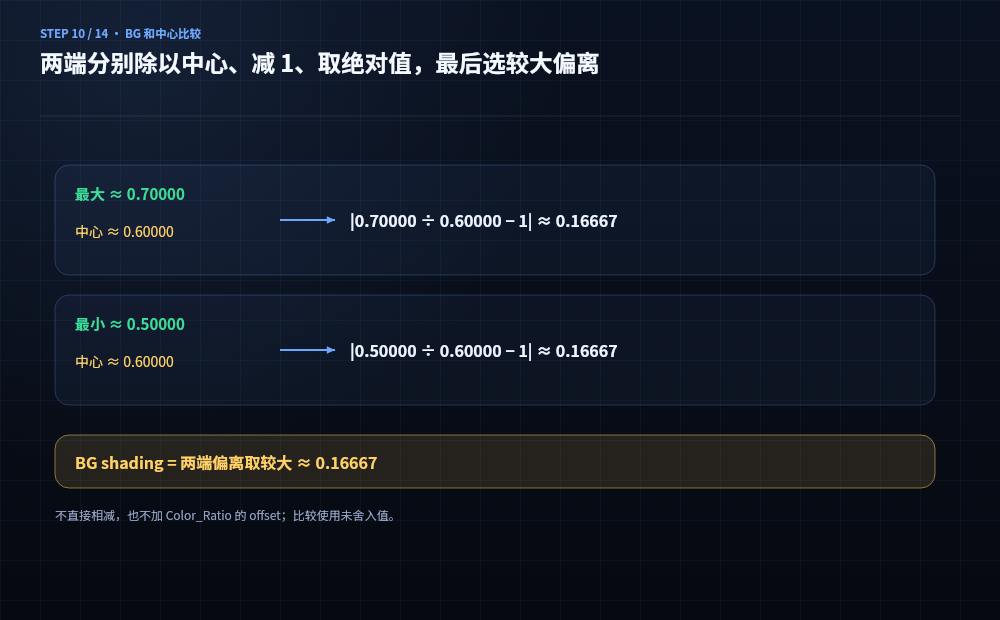 STEP 10 / 14 · BG 和中心比较
两端分别除以中心、减 1、取绝对值，最后选较大偏离
最大 ≈ 0.70000
中心 ≈ 0.60000
|0.70000 ÷ 0.60000 − 1| ≈ 0.16667
最小 ≈ 0.50000
中心 ≈ 0.60000
|0.50000 ÷ 0.60000 − 1| ≈ 0.16667
BG shading = 两端偏离取较大 ≈ 0.16667
不直接相减，也不加 Color_Ratio 的 offset；比较使用未舍入值。